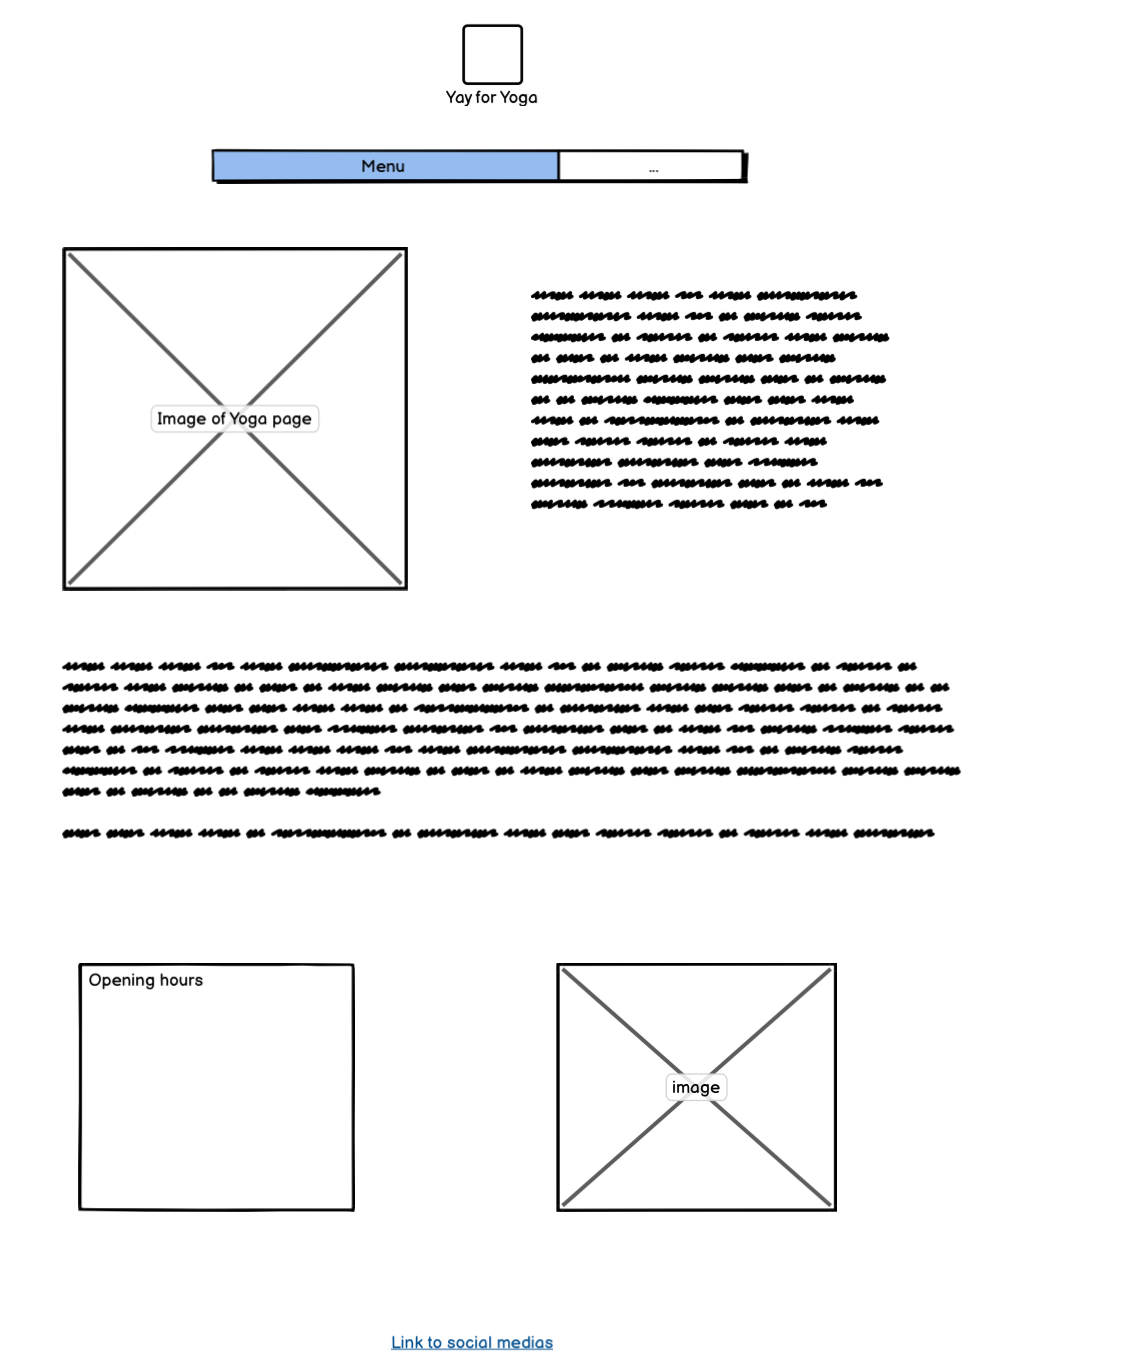 Yay for Yoga
Menu
...
Image of Yoga page
Opening hours
image
Link to social medias